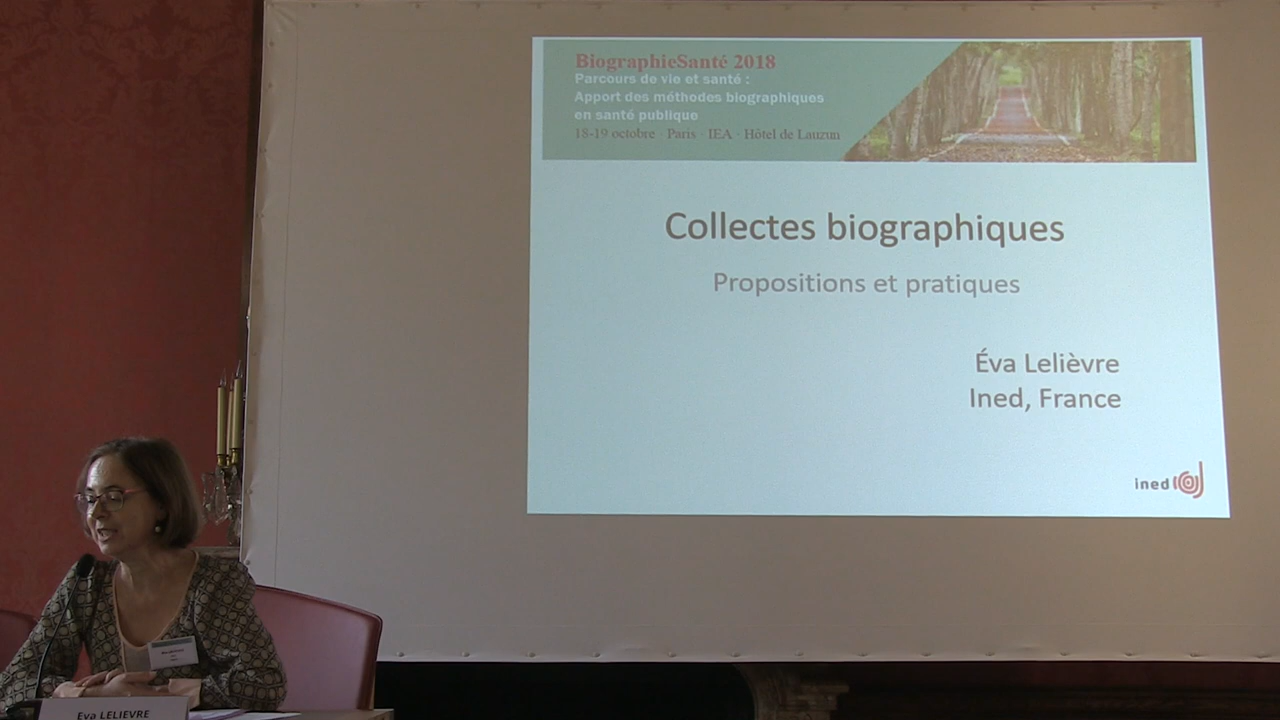 BiographieSanté 2018
Parcours de vie et santé :
Apport des méthodes biographiques
en santé publique
18-19 octobre · Paris · IEA · Hôtel de Lauzun
Collectes biographiques
Propositions et pratiques
Éva Lelièvre
Ined, France
ined
Eva LELIEVRE